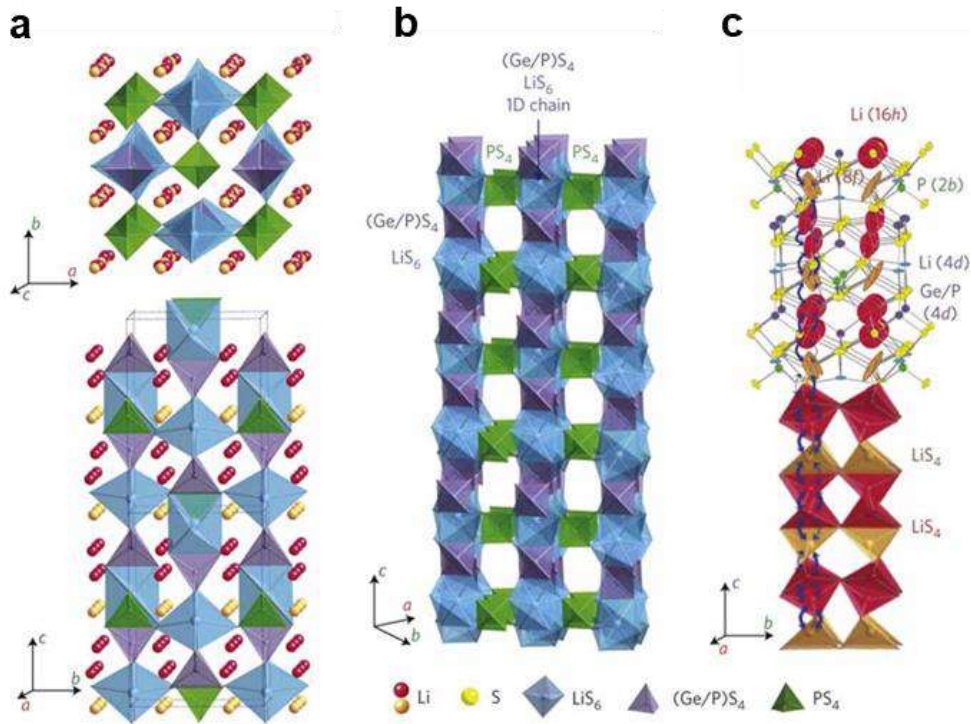 a
b
a
c
c
b
a
b
(Ge/P)S4
LiS6
1D chain
PS4
PS4
(Ge/P)S4
LiS6
c
a
b
c
Li (16h)
Li (8f)
P (2b)
Li (4d)
Ge/P
(4d)
LiS4
LiS4
c
b
a
Li
S
LiS6
(Ge/P)S4
PS4